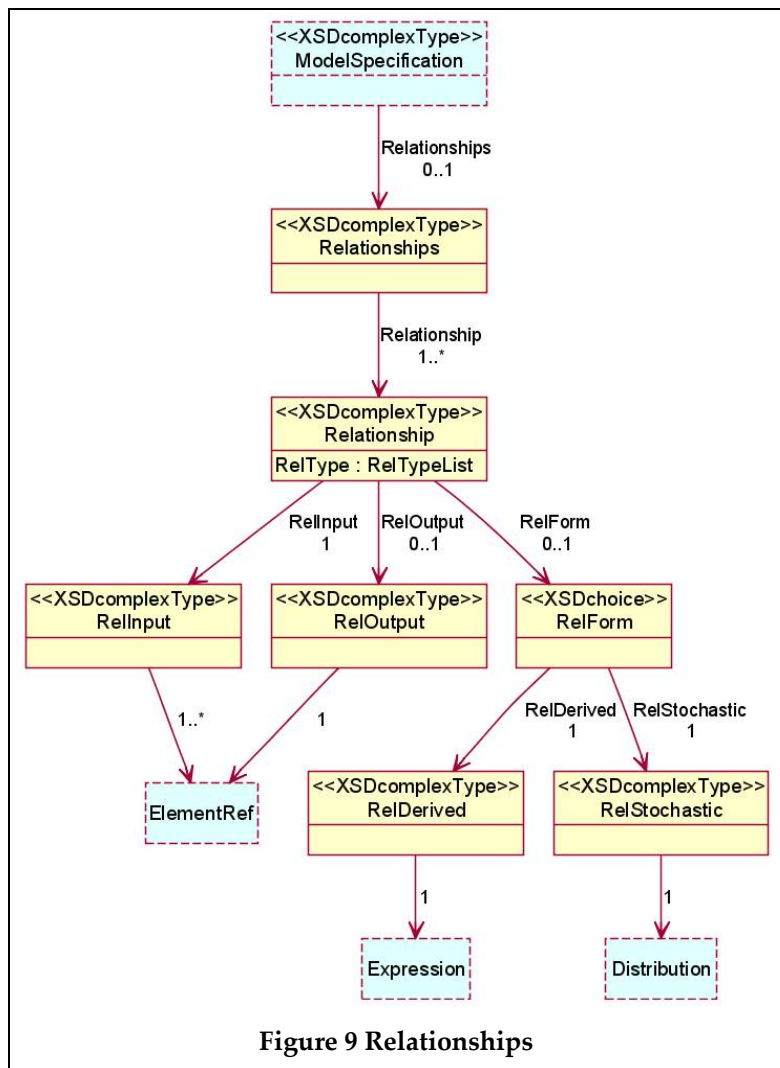 <<XSDcomplexType>>
ModelSpecification
Relationships
0..1
<<XSDcomplexType>>
Relationships
Relationship
1..*
<<XSDcomplexType>>
Relationship
RelType : RelTypeList
RelInput
1
RelOutput
0..1
RelForm
0..1
<<XSDcomplexType>>
RelInput
<<XSDcomplexType>>
RelOutput
<<XSDchoice>>
RelForm
1..*
1
RelDerived
1
RelStochastic
1
ElementRef
<<XSDcomplexType>>
RelDerived
<<XSDcomplexType>>
RelStochastic
1
1
Expression
Distribution
Figure 9 Relationships